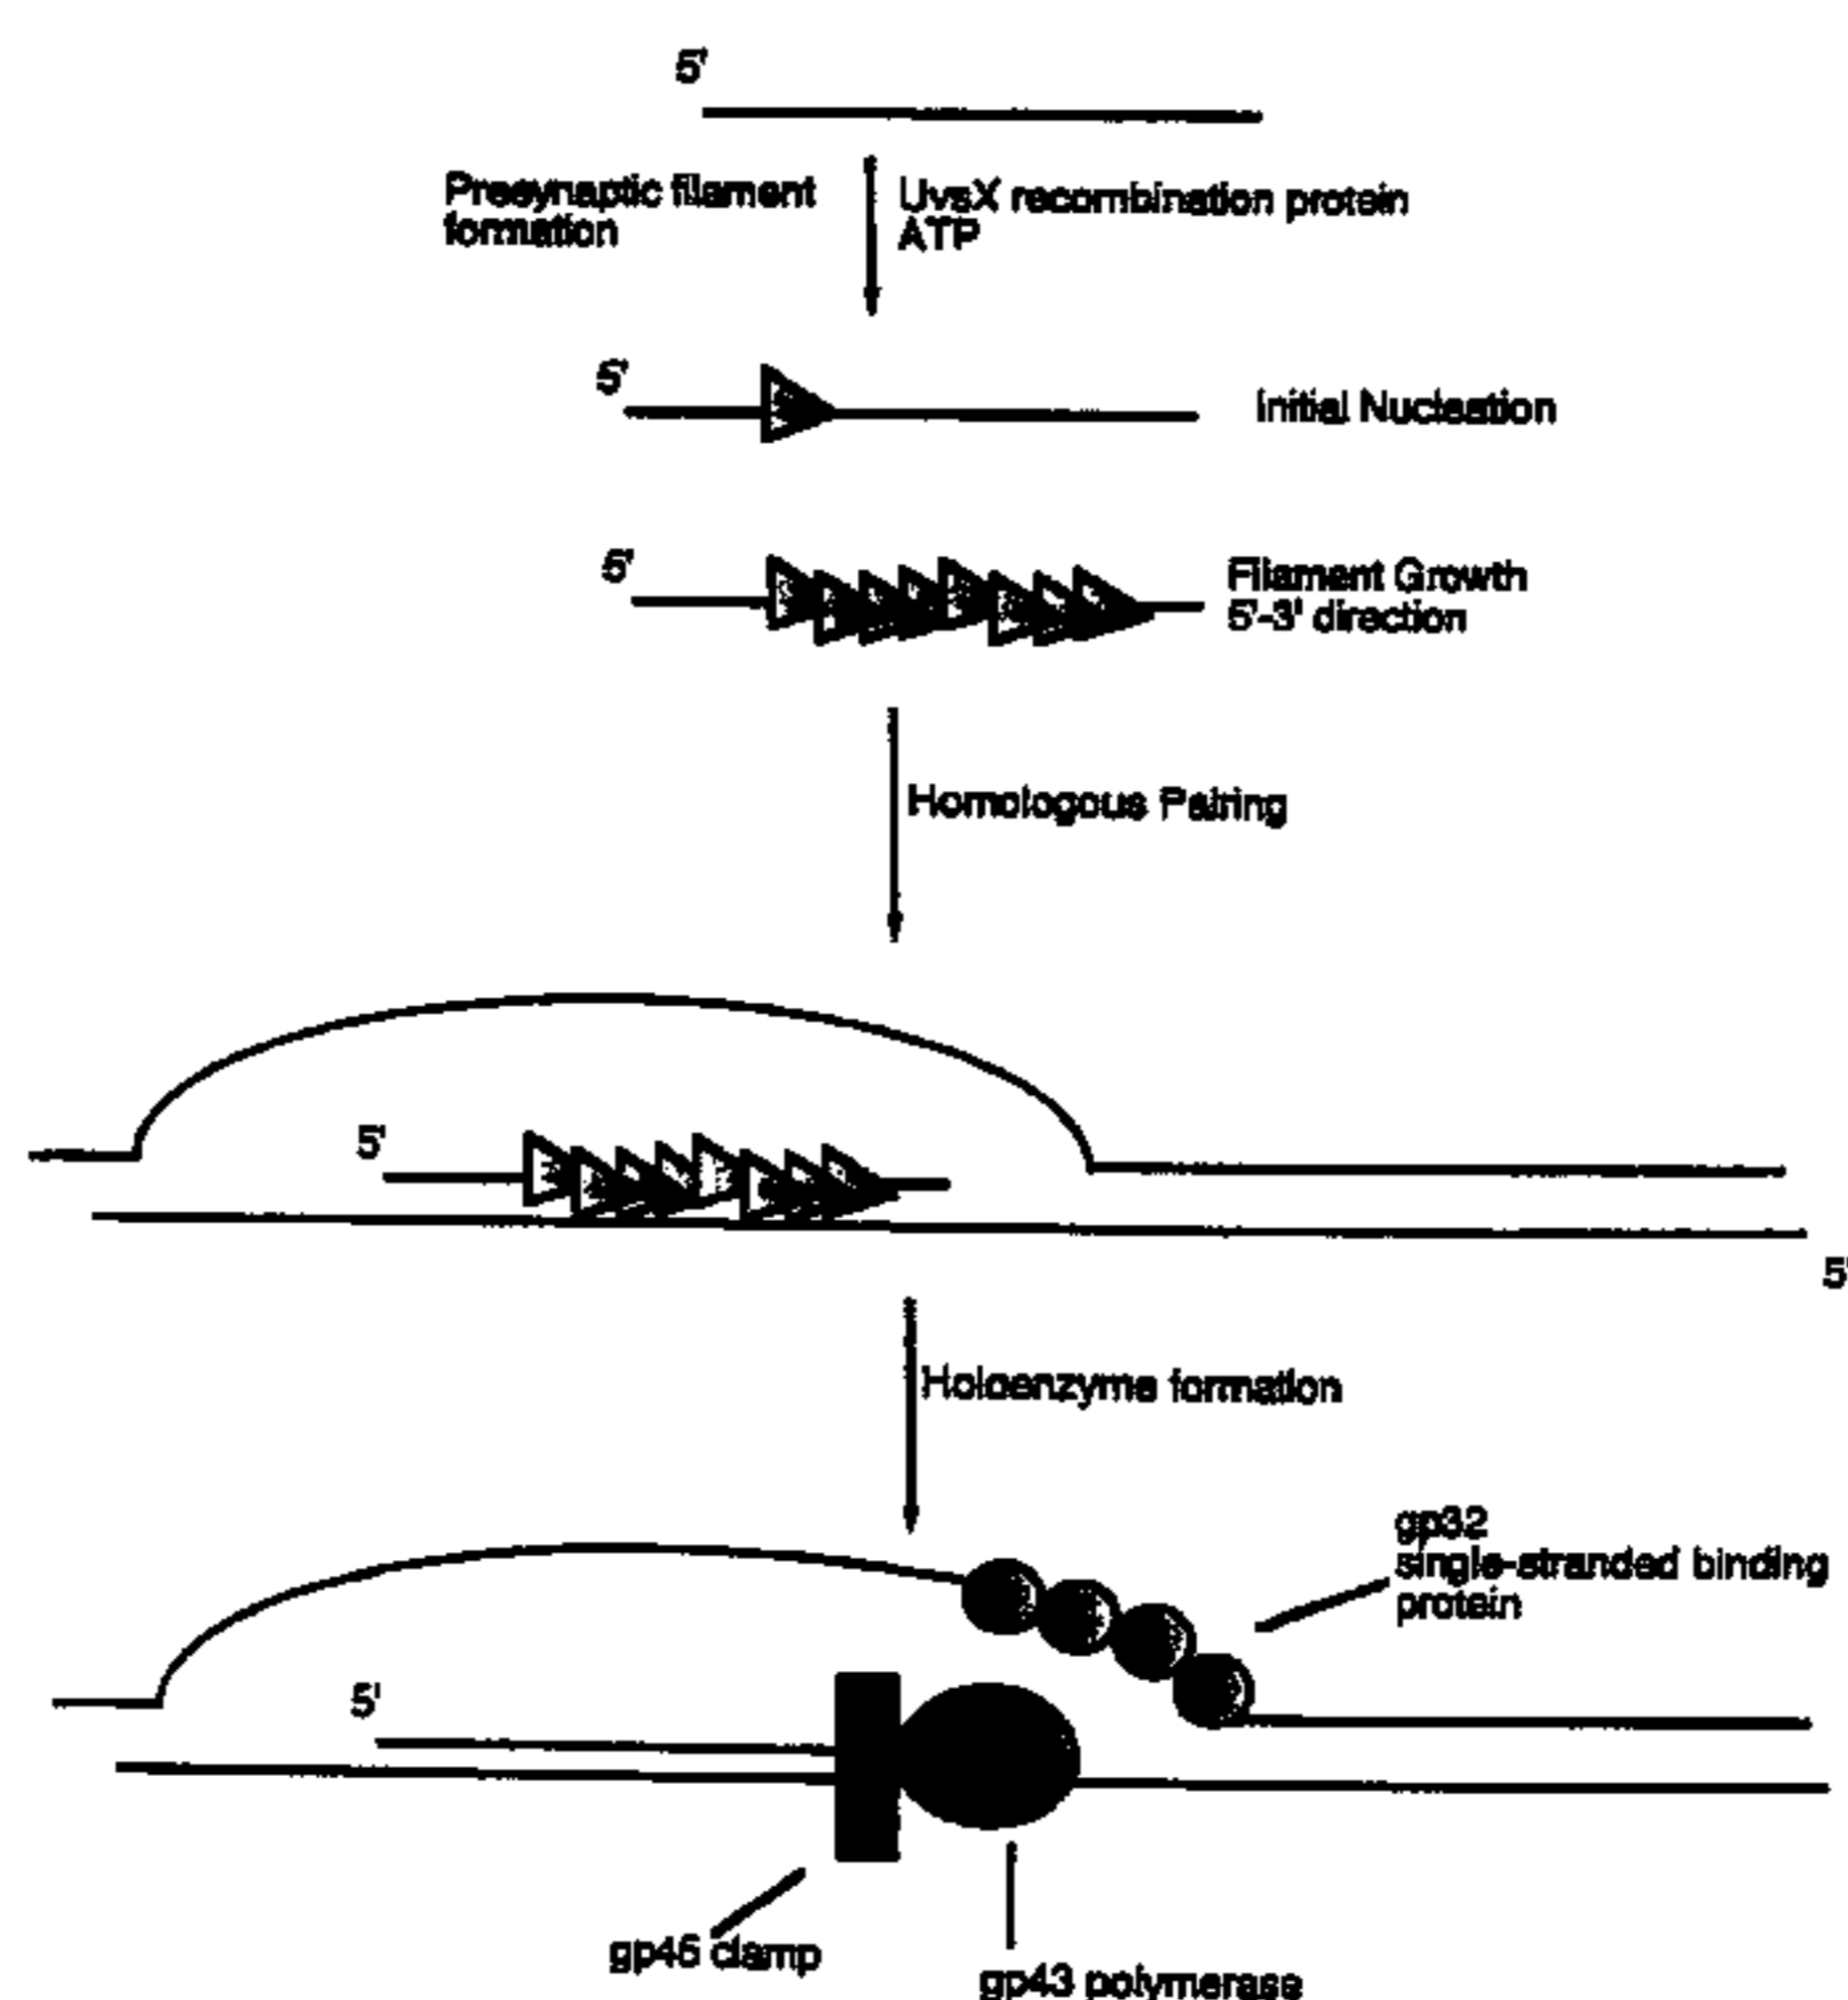 5'
Presynaptic filament
formation
UvsX recombination protein
ATP
5'
Initial Nucleation
5'
Filament Growth
5'-3' direction
Homologous Pairing
5'
5'
Holoenzyme formation
gp32
single-stranded binding
protein
5'
gp45 clamp
gp43 polymerase